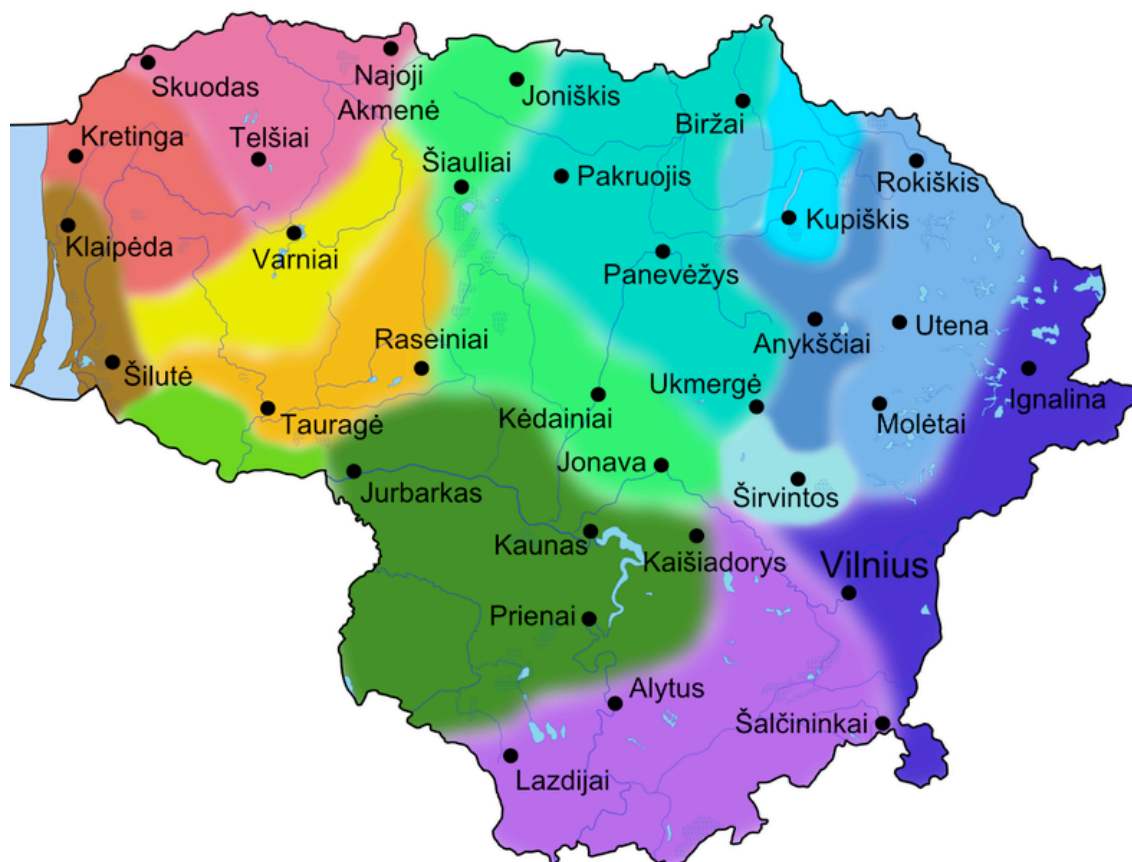 Skuodas
Najoji
Akmenė
Joniškis
Biržai
Kretinga
Telšiai
Šiauliai
Pakruojis
Rokiškis
Kupiškis
Klaipėda
Varniai
Panevėžys
Anykščiai
Utena
Raseiniai
Šilutė
Ukmergė
Ignalina
Tauragė
Kėdainiai
Molėtai
Jonava
Jurbarkas
Širvintos
Kaunas
Kaišiadorys
Vilnius
Prienai
Alytus
Šalčininkai
Lazdijai